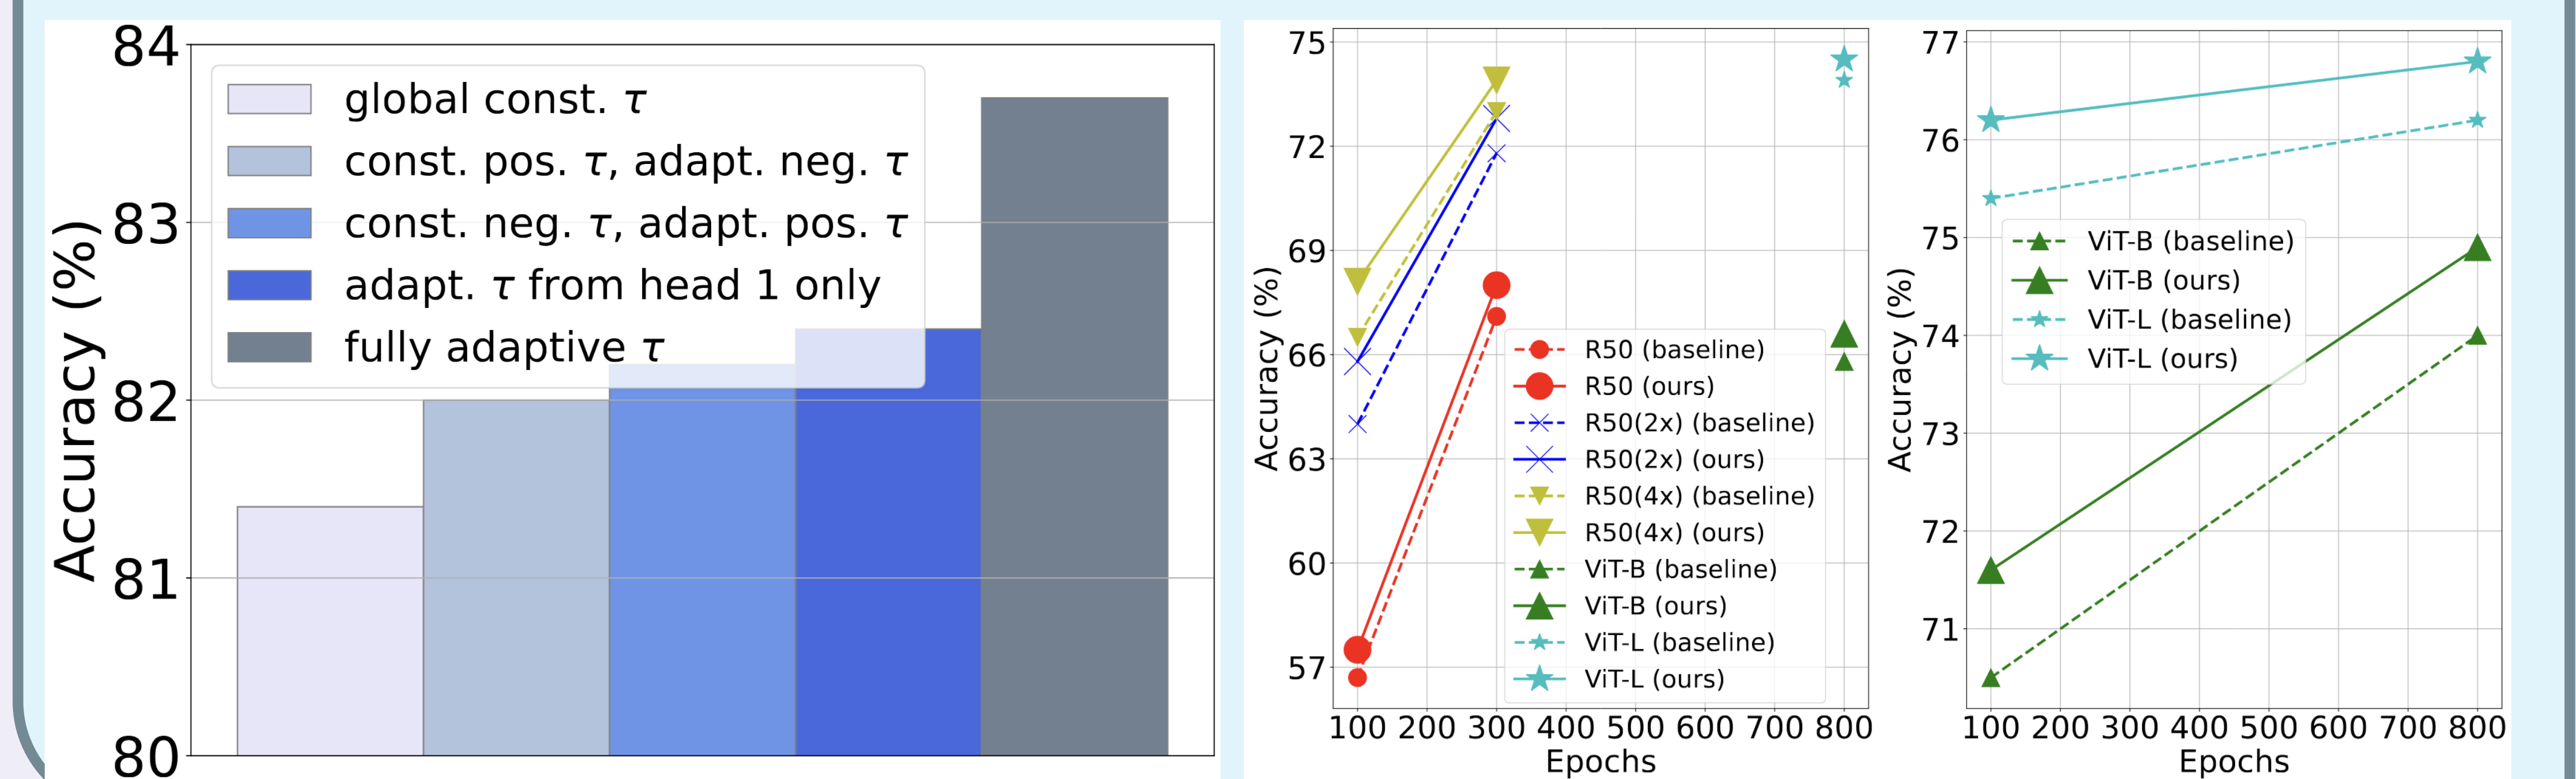 84
83
82
81
80
Accuracy (%)
global const. τ
const. pos. τ, adapt. neg. τ
const. neg. τ, adapt. pos. τ
adapt. τ from head 1 only
fully adaptive τ
75
72
69
66
63
60
57
Accuracy (%)
R50 (baseline)
R50 (ours)
R50(2x) (baseline)
R50(2x) (ours)
R50(4x) (baseline)
R50(4x) (ours)
ViT-B (baseline)
ViT-B (ours)
ViT-L (baseline)
ViT-L (ours)
100 200 300 400 500 600 700 800
Epochs
77
76
75
74
73
72
71
Accuracy (%)
ViT-B (baseline)
ViT-B (ours)
ViT-L (baseline)
ViT-L (ours)
100 200 300 400 500 600 700 800
Epochs